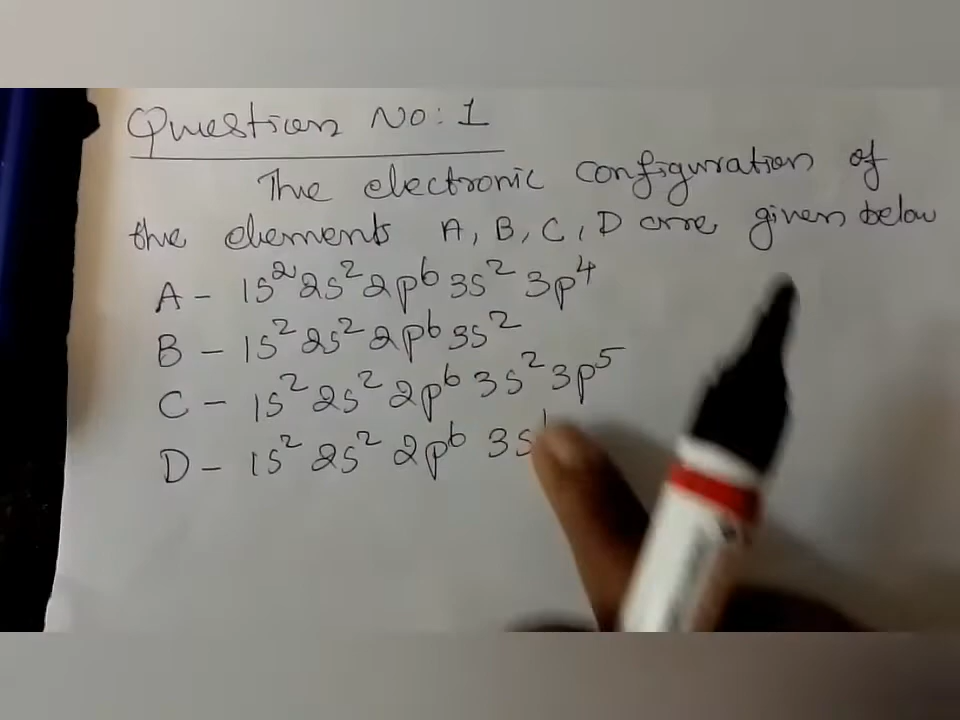 Question No: 1
The electronic configuration of
the elements A, B, C, D are given below
A - 1s² 2s² 2p⁶ 3s² 3p⁴
B - 1s² 2s² 2p⁶ 3s²
C - 1s² 2s² 2p⁶ 3s² 3p⁵
D - 1s² 2s² 2p⁶ 3s¹